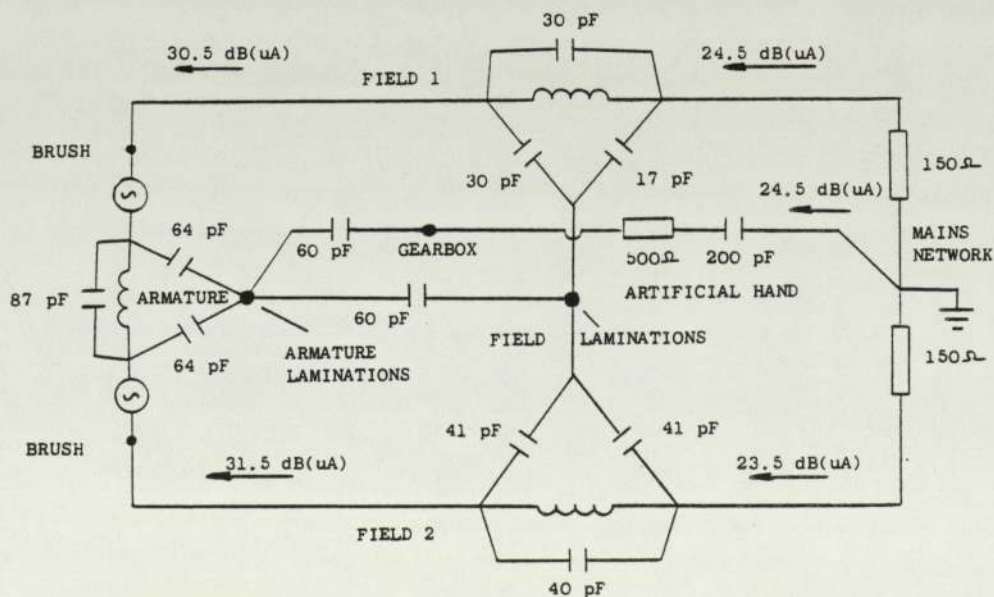 30 pF
30.5 dB(uA)
24.5 dB(uA)
FIELD 1
BRUSH
30 pF
17 pF
150Ω
24.5 dB(uA)
64 pF
60 pF
GEARBOX
500Ω
200 pF
MAINS
NETWORK
87 pF
ARMATURE
ARTIFICIAL HAND
60 pF
FIELD
LAMINATIONS
64 pF
ARMATURE
LAMINATIONS
150Ω
BRUSH
41 pF
41 pF
31.5 dB(uA)
23.5 dB(uA)
FIELD 2
40 pF